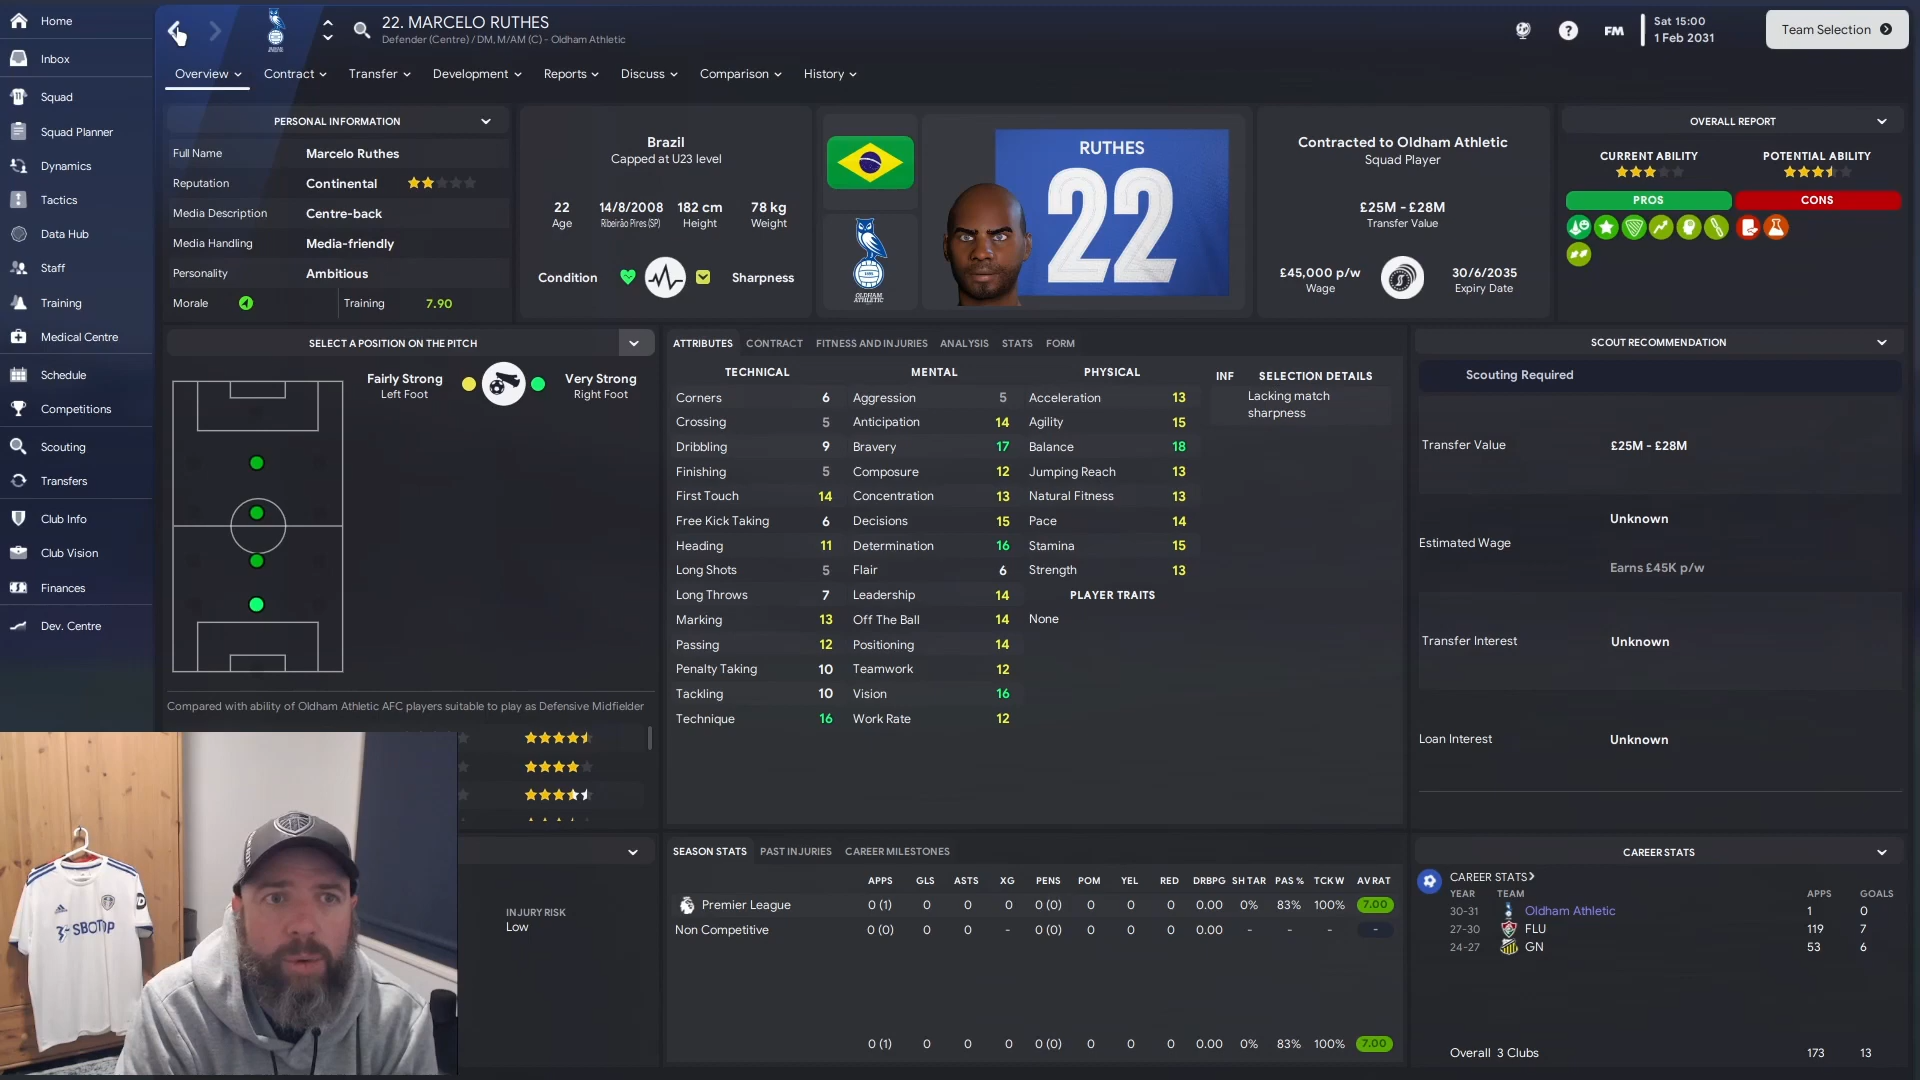 Home
Inbox
Squad
Squad Planner
Dynamics
Tactics
Data Hub
Staff
Training
Medical Centre
Schedule
Competitions
Scouting
Transfers
Club Info
Club Vision
Finances
Dev. Centre
22. MARCELO RUTHES
Defender (Centre) / DM, M/AM (C) - Oldham Athletic
FM
Sat 15:00
1 Feb 2031
Team Selection
Overview
Contract
Transfer
Development
Reports
Discuss
Comparison
History
PERSONAL INFORMATION
Full Name Marcelo Ruthes
Reputation Continental
Media Description Centre-back
Media Handling Media-friendly
Personality Ambitious
Morale Training 7.90
Brazil
Capped at U23 level
22 14/8/2008 182 cm 78 kg
Age Ribeirão Pires (SP) Height Weight
Condition Sharpness
OLDHAM
ATHLETIC
RUTHES
22
Contracted to Oldham Athletic
Squad Player
£25M - £28M
Transfer Value
£45,000 p/w 30/6/2035
Wage Expiry Date
OVERALL REPORT
CURRENT ABILITY POTENTIAL ABILITY
PROS CONS
SELECT A POSITION ON THE PITCH
Fairly Strong Very Strong
Left Foot Right Foot
Compared with ability of Oldham Athletic AFC players suitable to play as Defensive Midfielder
INJURY RISK
Low
ATTRIBUTES CONTRACT FITNESS AND INJURIES ANALYSIS STATS FORM
TECHNICAL MENTAL PHYSICAL
INF SELECTION DETAILS
Lacking match
sharpness
Corners 6 Aggression 5 Acceleration 13
Crossing 5 Anticipation 14 Agility 15
Dribbling 9 Bravery 17 Balance 18
Finishing 5 Composure 12 Jumping Reach 13
First Touch 14 Concentration 13 Natural Fitness 13
Free Kick Taking 6 Decisions 15 Pace 14
Heading 11 Determination 16 Stamina 15
Long Shots 5 Flair 6 Strength 13
Long Throws 7 Leadership 14 PLAYER TRAITS
Marking 13 Off The Ball 14 None
Passing 12 Positioning 14
Penalty Taking 10 Teamwork 12
Tackling 10 Vision 16
Technique 16 Work Rate 12
SCOUT RECOMMENDATION
Scouting Required
Transfer Value £25M - £28M
Unknown
Estimated Wage
Earns £45K p/w
Transfer Interest Unknown
Loan Interest Unknown
SEASON STATS PAST INJURIES CAREER MILESTONES
APPS GLS ASTS XG PENS POM YEL RED DRBPG SH TAR PAS % TCK W AV RAT
Premier League 0 (1) 0 0 0 0 (0) 0 0 0 0.00 0% 83% 100% 7.00
Non Competitive 0 (0) 0 0 - 0 (0) 0 0 0 0.00 - - - -
0 (1) 0 0 0 0 (0) 0 0 0 0.00 0% 83% 100% 7.00
CAREER STATS
CAREER STATS
YEAR TEAM APPS GOALS
30-31 Oldham Athletic 1 0
27-30 FLU 119 7
24-27 GN 53 6
Overall 3 Clubs 173 13
SBOTOP